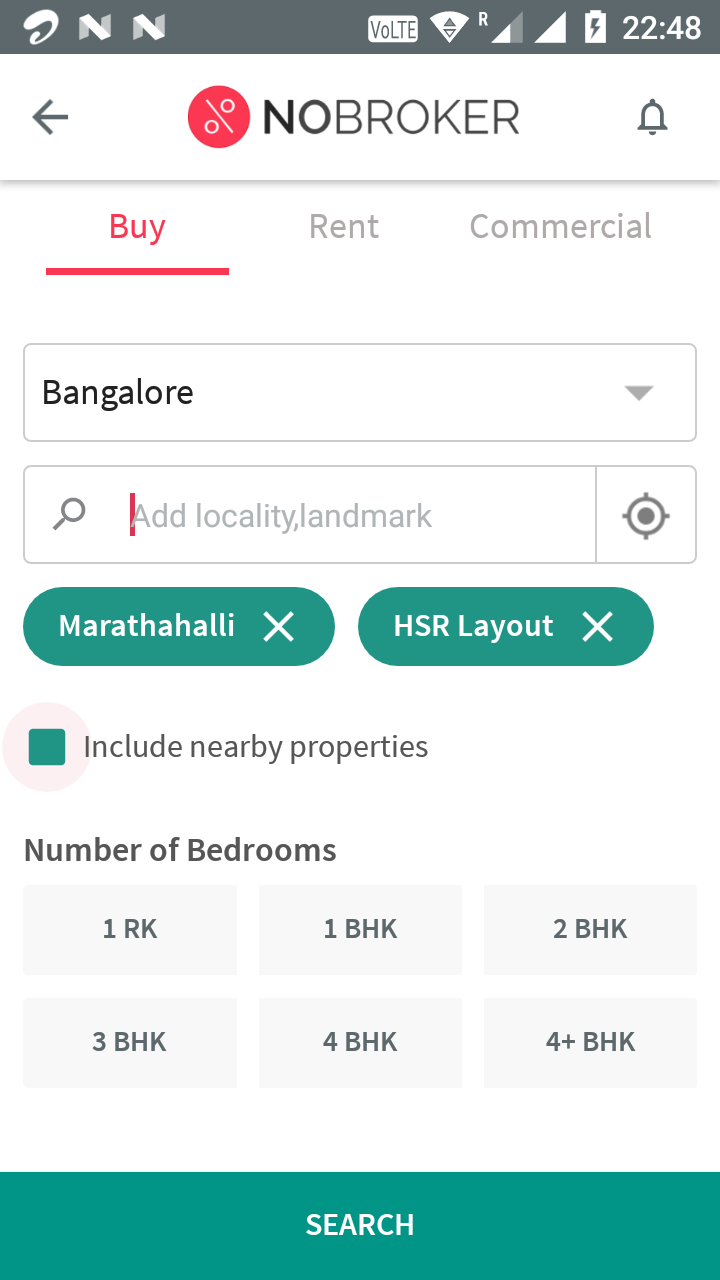 VoLTE R 22:48
NOBROKER
Buy Rent Commercial
Bangalore
Add locality,landmark
Marathahalli HSR Layout
Include nearby properties
Number of Bedrooms
1 RK 1 BHK 2 BHK
3 BHK 4 BHK 4+ BHK
SEARCH